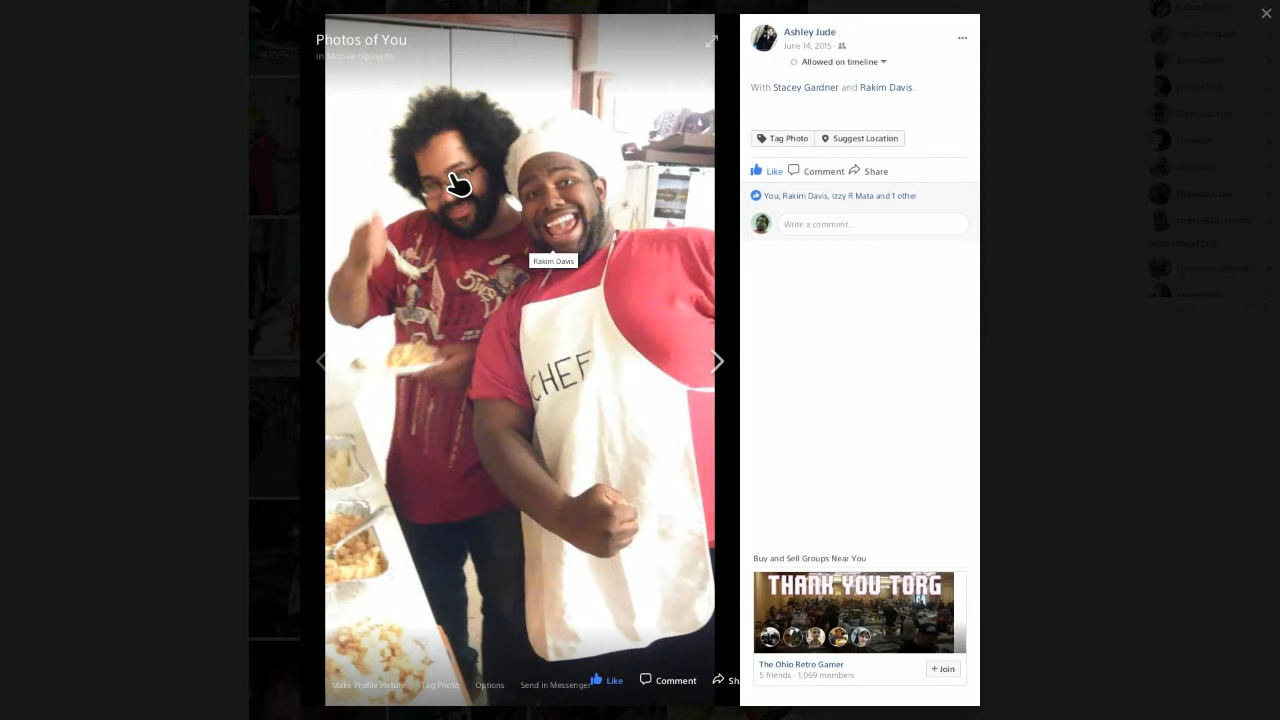 Photos of You
in Mobile Uploads
CHEF
Rakim Davis
Make Profile Picture
Tag Photo
Options
Send in Messenger
Like
Comment
Sh
Ashley Jude
June 14, 2015 ·
Allowed on timeline
With Stacey Gardner and Rakim Davis.
Tag Photo
Suggest Location
Like
Comment
Share
You, Rakim Davis, Izzy R Mata and 1 other
Write a comment...
Buy and Sell Groups Near You
THANK YOU TORG
The Ohio Retro Gamer
5 friends · 1,069 members
+ Join